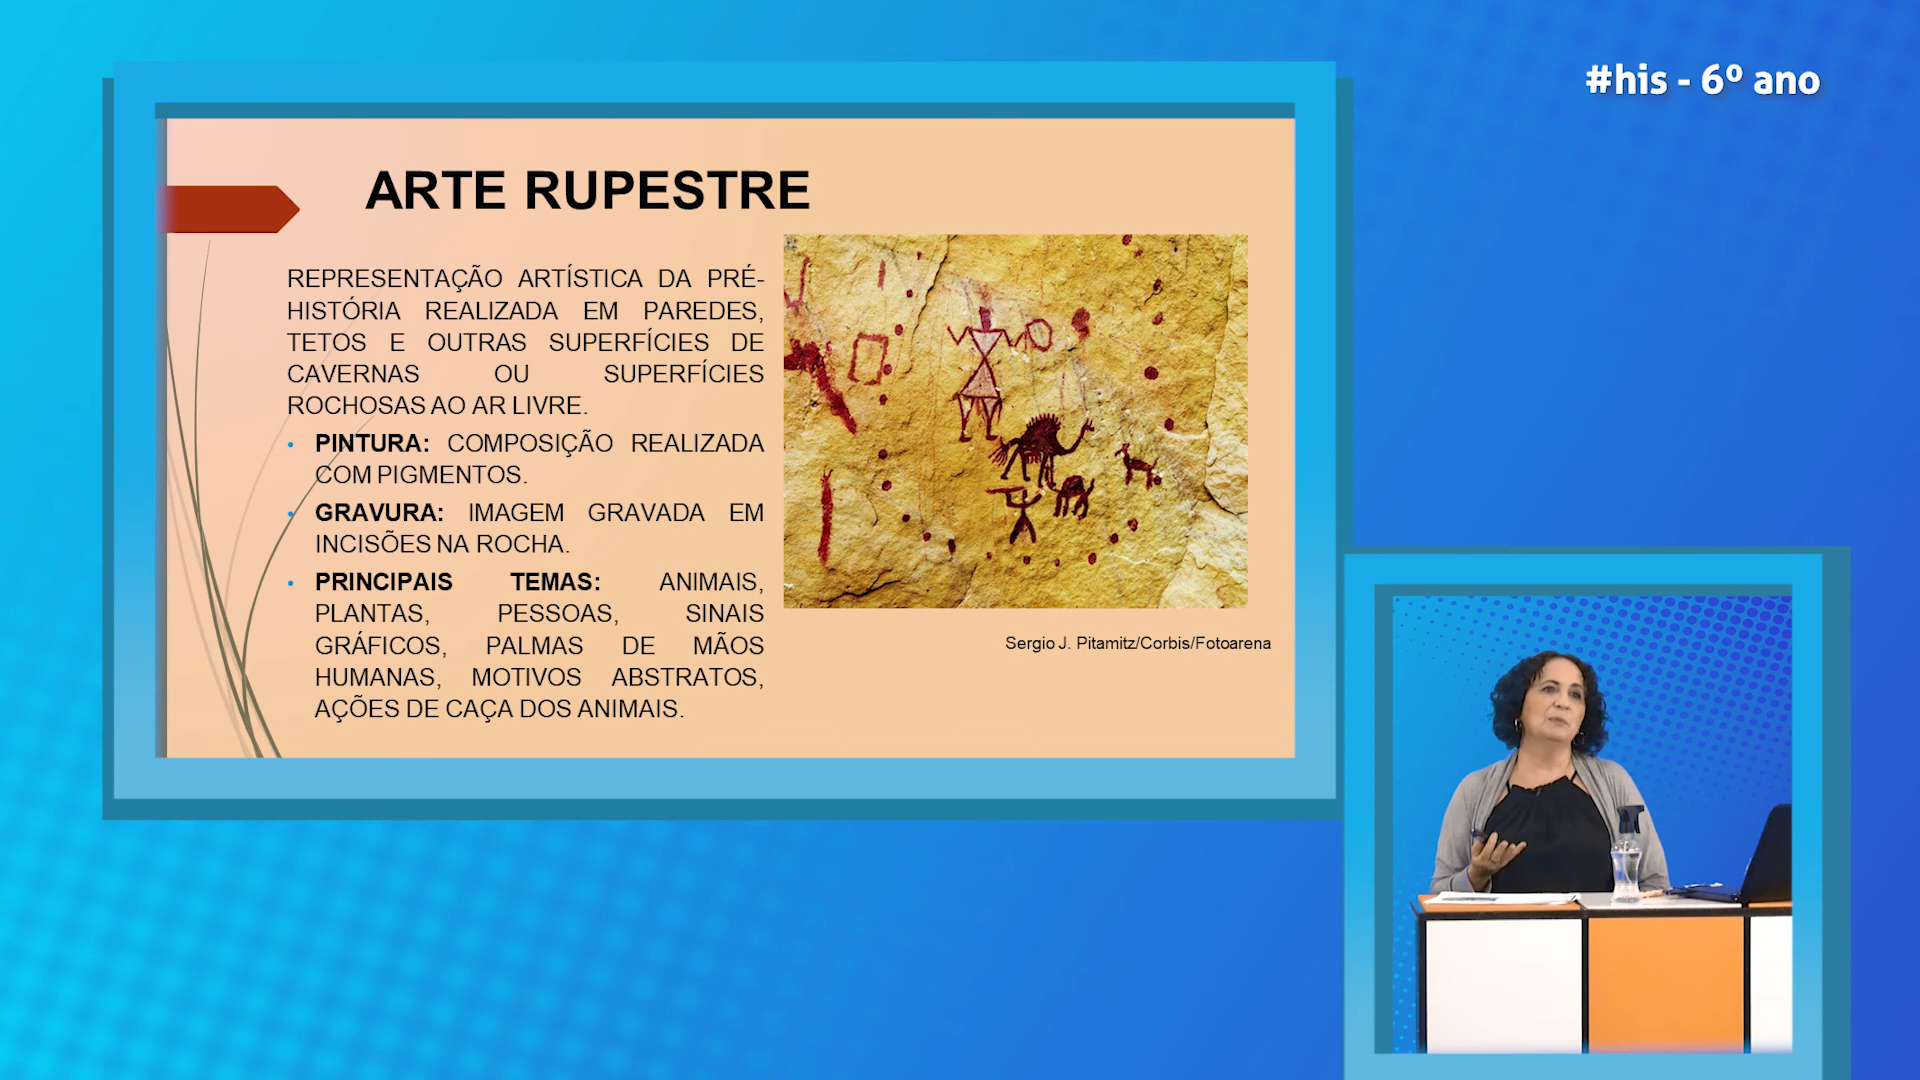 #his - 6º ano
ARTE RUPESTRE
REPRESENTAÇÃO ARTÍSTICA DA PRÉ-
HISTÓRIA REALIZADA EM PAREDES,
TETOS E OUTRAS SUPERFÍCIES DE
CAVERNAS OU SUPERFÍCIES
ROCHOSAS AO AR LIVRE.
• PINTURA: COMPOSIÇÃO REALIZADA
COM PIGMENTOS.
• GRAVURA: IMAGEM GRAVADA EM
INCISÕES NA ROCHA.
• PRINCIPAIS TEMAS: ANIMAIS,
PLANTAS, PESSOAS, SINAIS
GRÁFICOS, PALMAS DE MÃOS
HUMANAS, MOTIVOS ABSTRATOS,
AÇÕES DE CAÇA DOS ANIMAIS.
Sergio J. Pitamitz/Corbis/Fotoarena